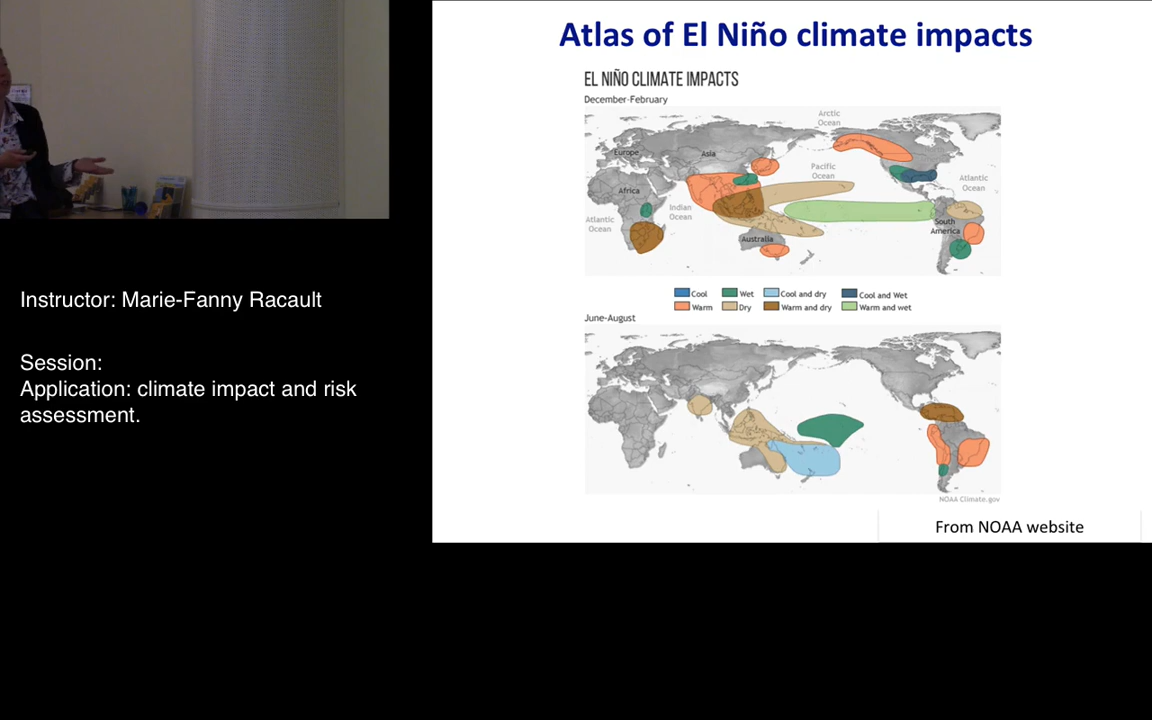 Atlas of El Niño climate impacts
EL NIÑO CLIMATE IMPACTS
December-February
Arctic
Ocean
Europe
Asia
Pacific
Ocean
Atlantic
Ocean
Africa
Indian
Ocean
Atlantic
Ocean
South
America
Australia
Cool
Wet
Cool and dry
Cool and Wet
Warm
Dry
Warm and dry
Warm and wet
June-August
NOAA Climate.gov
From NOAA website
Instructor: Marie-Fanny Racault
Session:
Application: climate impact and risk
assessment.